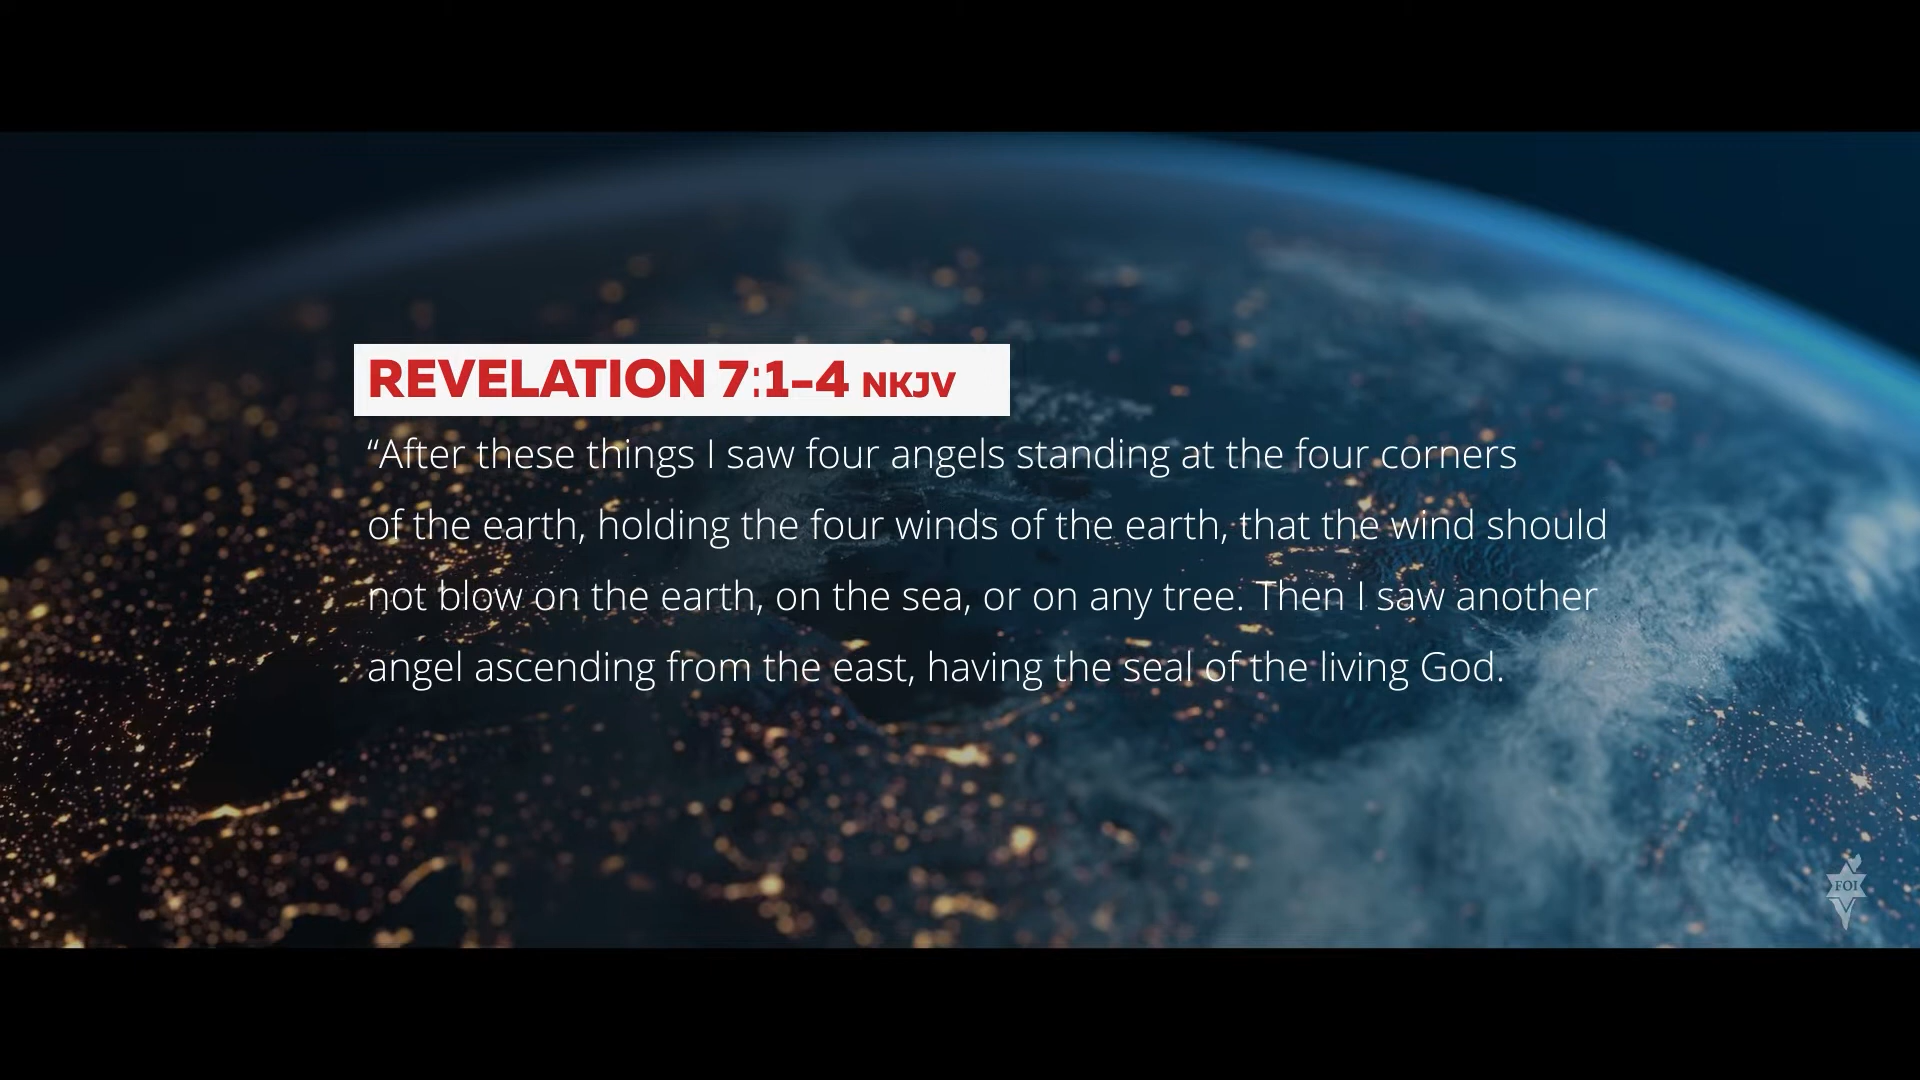 REVELATION 7:1-4 NKJV
“After these things I saw four angels standing at the four corners
of the earth, holding the four winds of the earth, that the wind should
not blow on the earth, on the sea, or on any tree. Then I saw another
angel ascending from the east, having the seal of the living God.
FOI